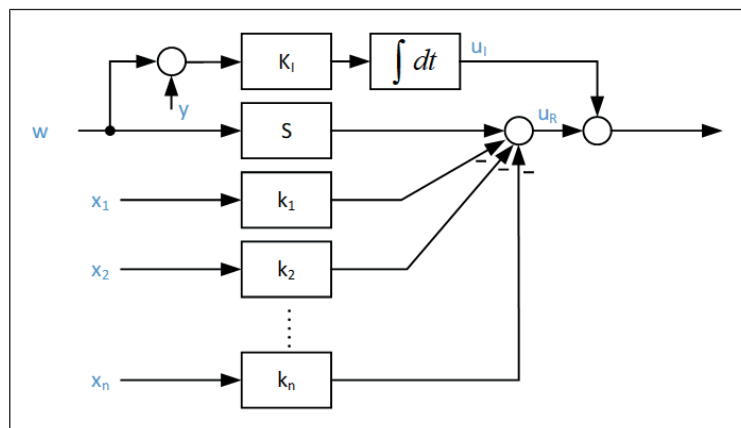 K_I
∫ dt
u_I
y
w
S
u_R
x_1
k_1
x_2
k_2
x_n
k_n